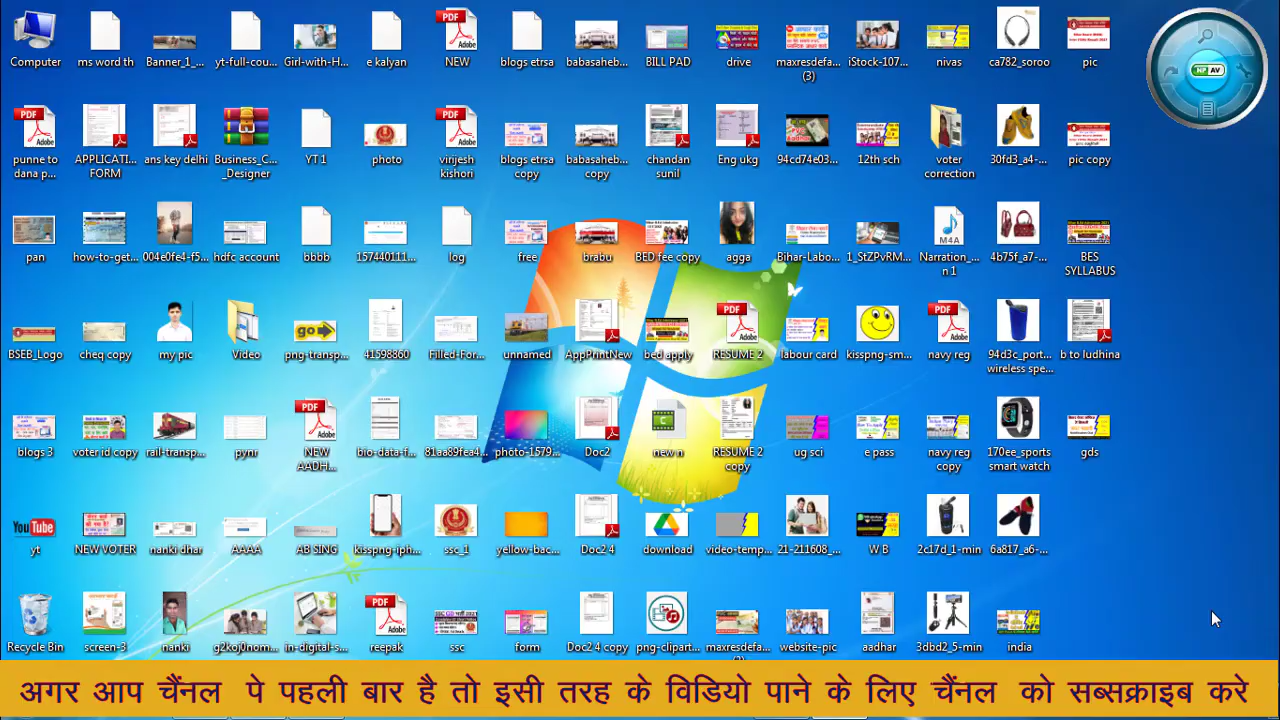 Computer
ms word th
Banner_1_...
yt-full-cou...
Girl-with-H...
e kalyan
NEW
blogs etrsa
babasaheb...
BILL PAD
drive
maxresdefa...
(3)
iStock-107...
nivas
ca782_soroo
pic
punne to
dana p...
APPLICATI...
FORM
ans key delhi
Business_C...
_Designer
YT 1
photo
virijesh
kishori
blogs etrsa
copy
babasaheb...
copy
chandan
sunil
Eng ukg
94cd74e03...
12th sch
voter
correction
30fd3_a4-...
pic copy
pan
how-to-get...
004e0fe4-f5...
hdfc account
bbbb
157440111...
log
free
brabu
BED fee copy
agga
Bihar-Labo...
1_StZPvRM...
Narration_...
n 1
4b75f_a7-...
BES
SYLLABUS
BSEB_Logo
cheq copy
my pic
Video
png-transp...
41598860
Filled-For...
unnamed
AppPrintNew
bed apply
RESUME 2
labour card
kisspng-sm...
navy reg
94d3c_port...
wireless spe...
b to ludhina
blogs 3
voter id copy
rail-transp...
pynr
NEW
AADH...
bio-data-f...
81aa89fea4...
photo-1579...
Doc2
new n
RESUME 2
copy
ug sci
e pass
navy reg
copy
170ee_sports
smart watch
gds
yt
NEW VOTER
nanki dhar
AAAA
AB SING
kisspng-iph...
ssc_1
yellow-bac...
Doc2 4
download
video-temp...
21-211608_...
W B
2c17d_1-min
6a817_a6-...
Recycle Bin
screen-3
nanki
g2koj0nom...
in-digital-s...
reepak
ssc
form
Doc2 4 copy
png-clipart...
maxresdefa...
website-pic
aadhar
3dbd2_5-min
india
अगर आप चैंनल पे पहली बार है तो इसी तरह के विडियो पाने के लिए चैंनल को सब्सक्राइब करे